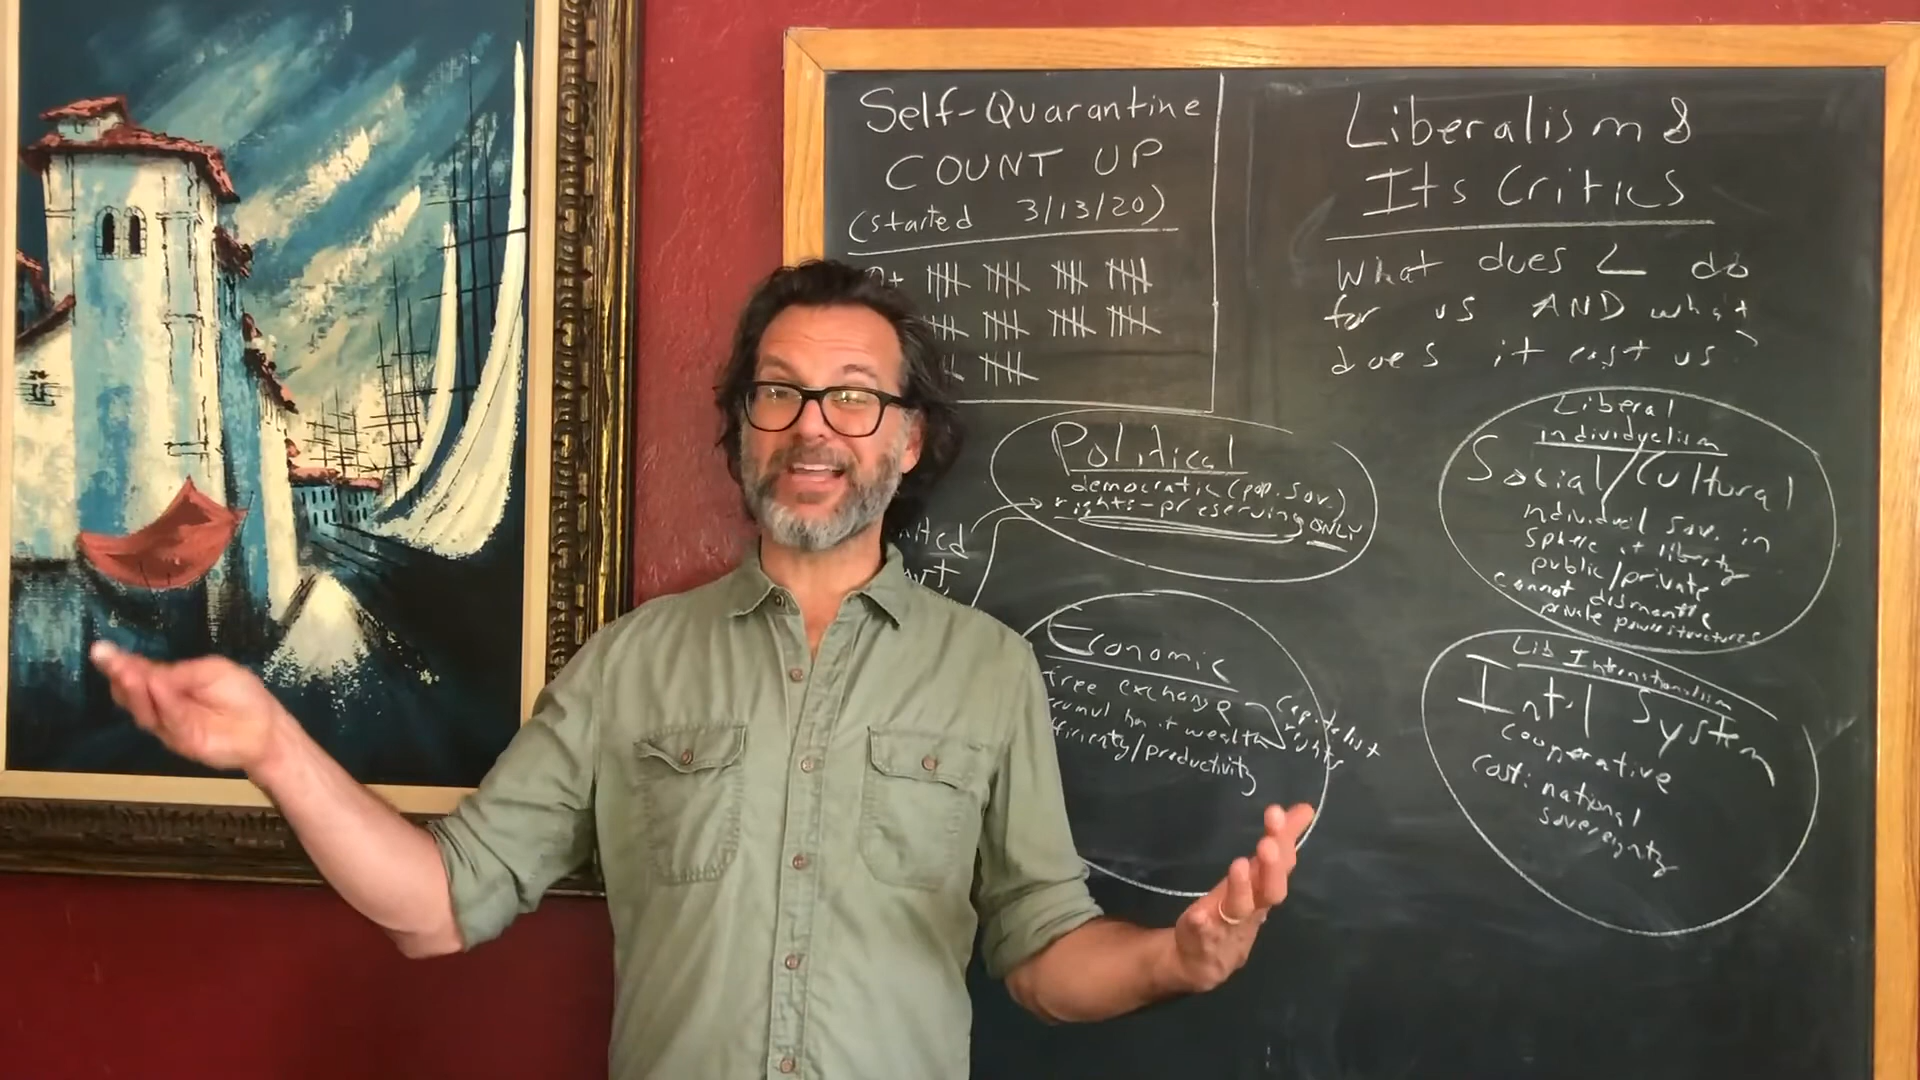 Self-Quarantine
COUNT UP
(started 3/13/20)
Liberalism &
Its Critics
What does L do
for us AND what
does it cost us
Political
democratic (pop. sov.)
rights-preserving ONLY
Economic
free exchange
wealth
efficiency/productivity
Capitalist
Liberal
individualism
Social/Cultural
individual sov. in
sphere of liberty
public/private
cannot dismantle
private power structures
Lib Internationalism
Int'l System
cooperative
cost: national
sovereignty